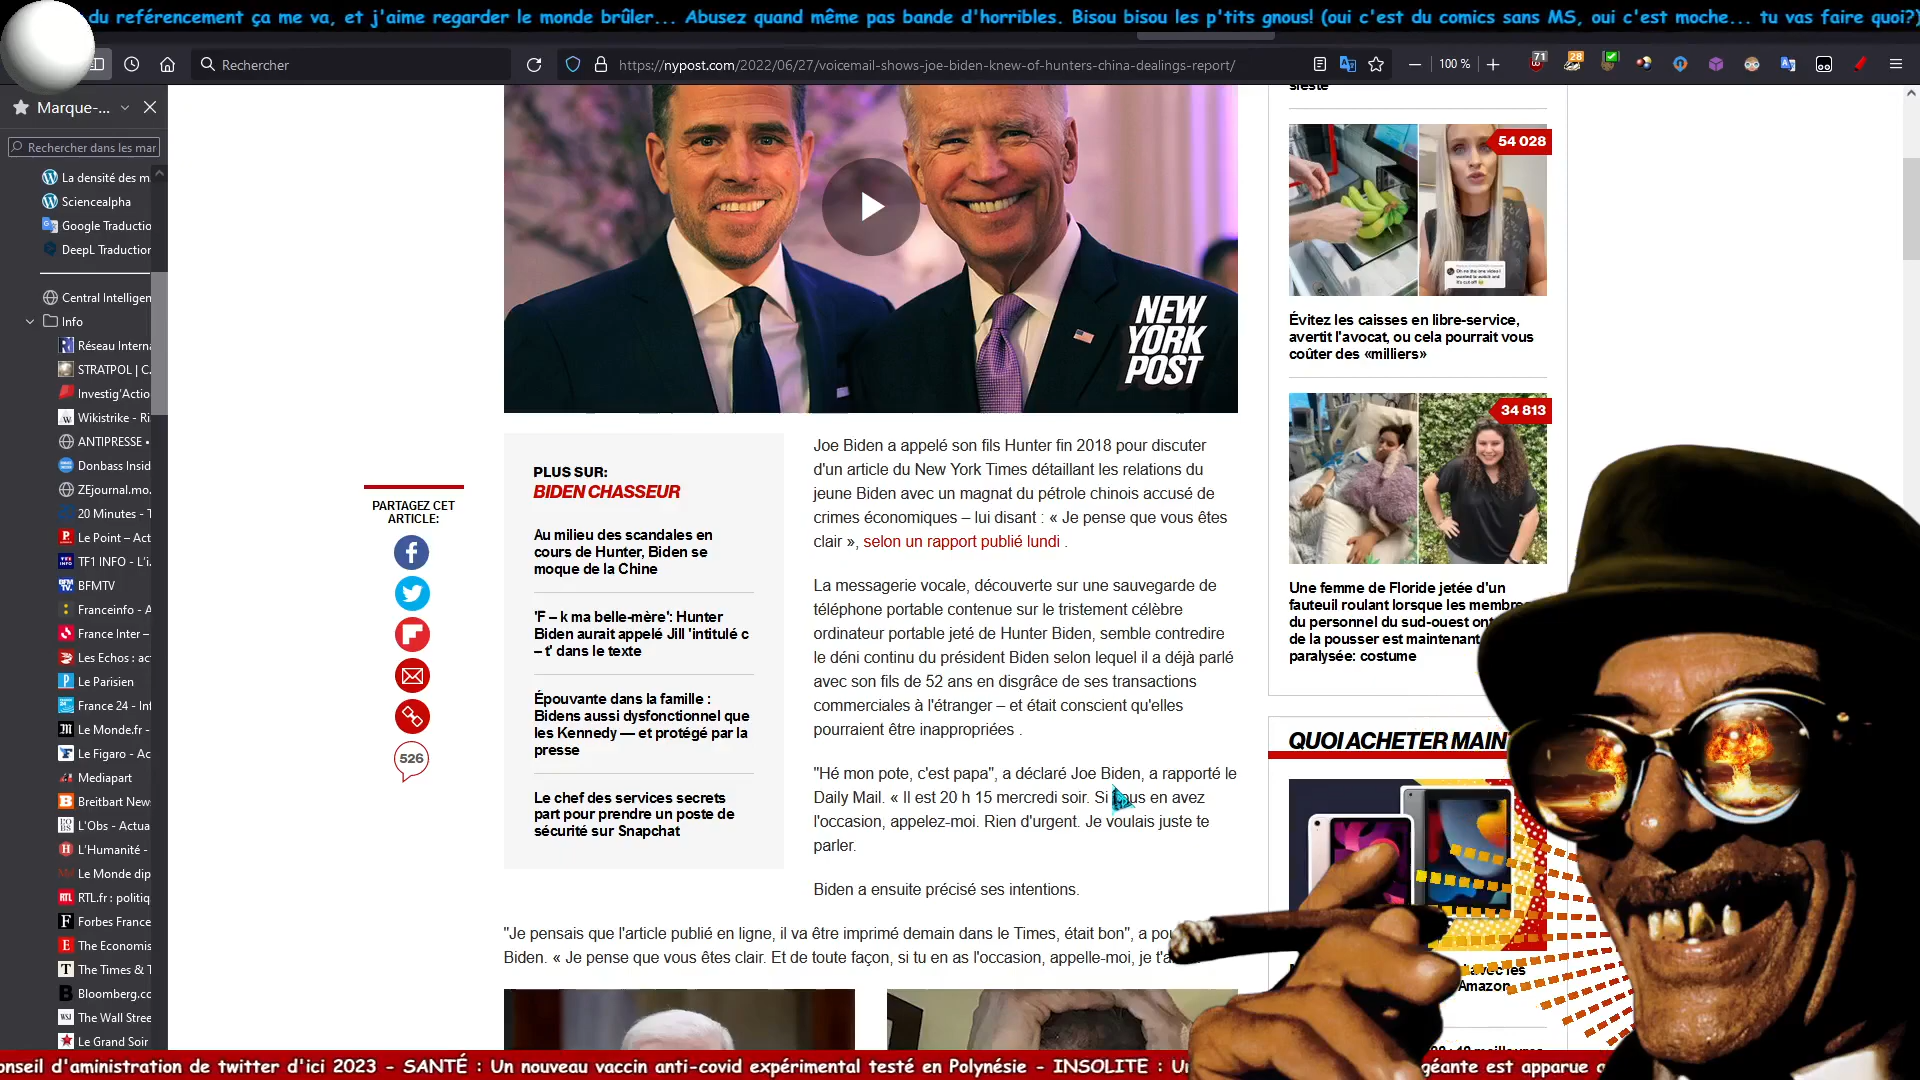 du reférencement ça me va, et j'aime regarder le monde brûler... Abusez quand même pas bande d'horribles. Bisou bisou les p'tits gnous! (oui c'est du comics sans MS, oui c'est moche... tu vas faire quoi?)
Rechercher
https://nypost.com/2022/06/27/voicemail-shows-joe-biden-knew-of-hunters-china-dealings-report/
100 %
71
28
Marque-...
Rechercher dans les mar
La densité des m
Sciencealpha
Google Traductio
DeepL Traduction
Central Intelligen
Info
Réseau Interna
STRATPOL | C.
Investig'Actio
Wikistrike - Ri
ANTIPRESSE •
Donbass Insid
ZEjournal.mo.
20 Minutes - T
Le Point – Act
TF1 INFO - L'i.
BFMTV
Franceinfo - A
France Inter –
Les Echos : ac
Le Parisien
France 24 - Inf
Le Monde.fr -
Le Figaro - Ac
Mediapart
Breitbart New
L'Obs - Actua
L'Humanité -
Le Monde dip
RTL.fr : politiq
Forbes France
The Economis
The Times & T
Bloomberg.co
The Wall Stree
Le Grand Soir
NEW
YORK
POST
PARTAGEZ CET
ARTICLE:
526
PLUS SUR:
BIDEN CHASSEUR
Au milieu des scandales en
cours de Hunter, Biden se
moque de la Chine
'F – k ma belle-mère': Hunter
Biden aurait appelé Jill 'intitulé c
– t' dans le texte
Épouvante dans la famille :
Bidens aussi dysfonctionnel que
les Kennedy — et protégé par la
presse
Le chef des services secrets
part pour prendre un poste de
sécurité sur Snapchat
Joe Biden a appelé son fils Hunter fin 2018 pour discuter
d'un article du New York Times détaillant les relations du
jeune Biden avec un magnat du pétrole chinois accusé de
crimes économiques – lui disant : « Je pense que vous êtes
clair », selon un rapport publié lundi .
La messagerie vocale, découverte sur une sauvegarde de
téléphone portable contenue sur le tristement célèbre
ordinateur portable jeté de Hunter Biden, semble contredire
le déni continu du président Biden selon lequel il a déjà parlé
avec son fils de 52 ans en disgrâce de ses transactions
commerciales à l'étranger – et était conscient qu'elles
pourraient être inappropriées .
"Hé mon pote, c'est papa", a déclaré Joe Biden, a rapporté le
Daily Mail. « Il est 20 h 15 mercredi soir. Si vous en avez
l'occasion, appelez-moi. Rien d'urgent. Je voulais juste te
parler.
Biden a ensuite précisé ses intentions.
"Je pensais que l'article publié en ligne, il va être imprimé demain dans le Times, était bon", a pou
Biden. « Je pense que vous êtes clair. Et de toute façon, si tu en as l'occasion, appelle-moi, je t'a
sieste
54 028
Évitez les caisses en libre-service,
avertit l'avocat, ou cela pourrait vous
coûter des «milliers»
34 813
Une femme de Floride jetée d'un
fauteuil roulant lorsque les membre
du personnel du sud-ouest ont
de la pousser est maintenant
paralysée: costume
QUOI ACHETER MAIN
avec les
Amazon
onseil d'aministration de twitter d'ici 2023 - SANTÉ : Un nouveau vaccin anti-covid expérimental testé en Polynésie - INSOLITE : U
géante est apparue